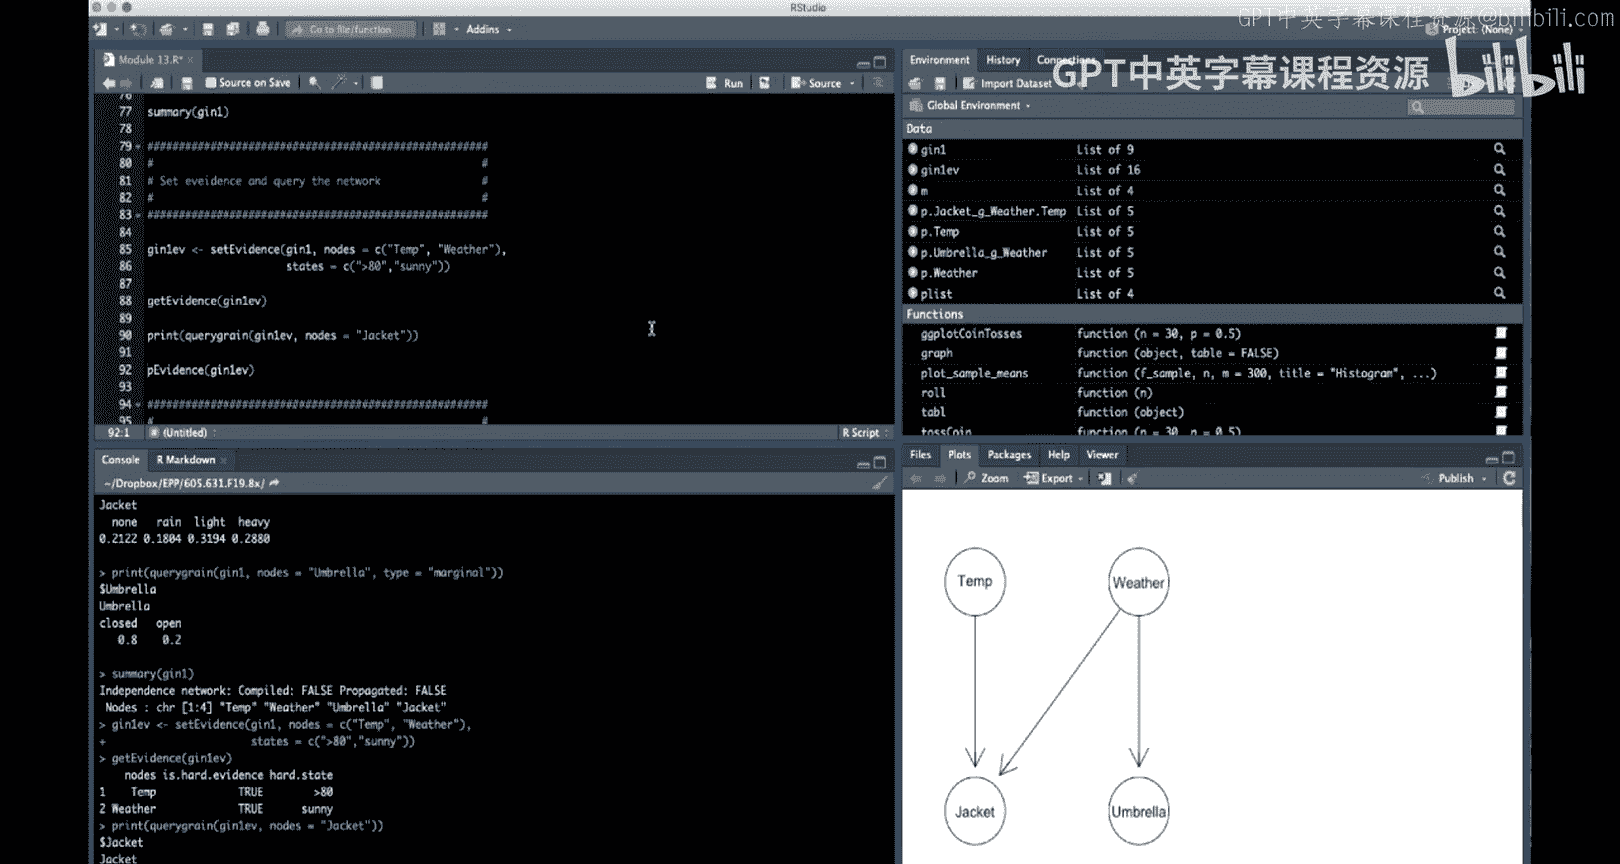 RStudio
GPT中英字幕课程资源@bilibili.com
Go to file/function
Addins
Project: (None)
GPT中英字幕课程资源
bilibili
Module 13.R*
Source on Save
Run
Source
76
77 summary(gin1)
78
79 ######################################################
80 # #
81 # Set eveidence and query the network #
82 # #
83 ######################################################
84
85 gin1ev <- setEvidence(gin1, nodes = c("Temp", "Weather"),
86 states = c(">80","sunny"))
87
88 getEvidence(gin1ev)
89
90 print(querygrain(gin1ev, nodes = "Jacket"))
91
92 pEvidence(gin1ev)
93
94 ######################################################
95 # #
92:1 (Untitled)
R Script
Console R Markdown
~/Dropbox/EPP/605.631.F19.8x/
Jacket
none rain light heavy
0.2122 0.1804 0.3194 0.2880
> print(querygrain(gin1, nodes = "Umbrella", type = "marginal"))
$Umbrella
Umbrella
closed open
0.8 0.2
> summary(gin1)
Independence network: Compiled: FALSE Propagated: FALSE
Nodes : chr [1:4] "Temp" "Weather" "Umbrella" "Jacket"
> gin1ev <- setEvidence(gin1, nodes = c("Temp", "Weather"),
+ states = c(">80","sunny"))
> getEvidence(gin1ev)
nodes is.hard.evidence hard.state
1 Temp TRUE >80
2 Weather TRUE sunny
> print(querygrain(gin1ev, nodes = "Jacket"))
$Jacket
Jacket
Environment History Connections
Import Dataset
Global Environment
Data
gin1 List of 9
gin1ev List of 16
m List of 4
p.Jacket_g_Weather.Temp List of 5
p.Temp List of 5
p.Umbrella_g_Weather List of 5
p.Weather List of 5
plist List of 4
Functions
ggplotCoinTosses function (n = 30, p = 0.5)
graph function (object, table = FALSE)
plot_sample_means function (f_sample, n, m = 300, title = "Histogram", ...)
roll function (n)
tabl function (object)
tossCoin function (n = 30, p = 0.5)
Files Plots Packages Help Viewer
Zoom Export Publish
Temp
Weather
Jacket
Umbrella